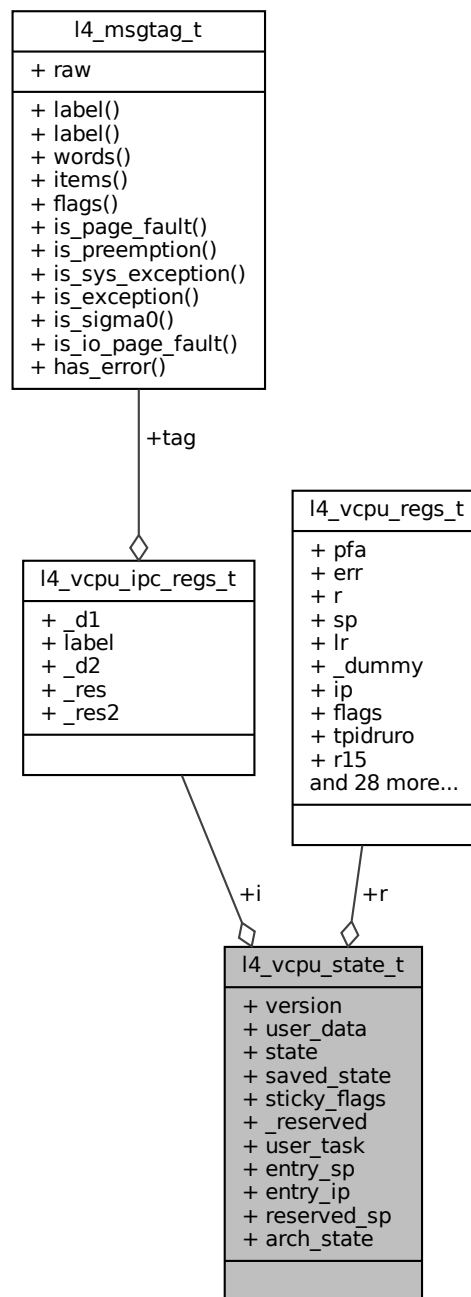 l4_msgtag_t
+ raw
+ label()
+ label()
+ words()
+ items()
+ flags()
+ is_page_fault()
+ is_preemption()
+ is_sys_exception()
+ is_exception()
+ is_sigma0()
+ is_io_page_fault()
+ has_error()
+tag
l4_vcpu_ipc_regs_t
+ _d1
+ label
+ _d2
+ _res
+ _res2
l4_vcpu_regs_t
+ pfa
+ err
+ r
+ sp
+ lr
+ _dummy
+ ip
+ flags
+ tpidruro
+ r15
and 28 more...
+i
+r
l4_vcpu_state_t
+ version
+ user_data
+ state
+ saved_state
+ sticky_flags
+ _reserved
+ user_task
+ entry_sp
+ entry_ip
+ reserved_sp
+ arch_state